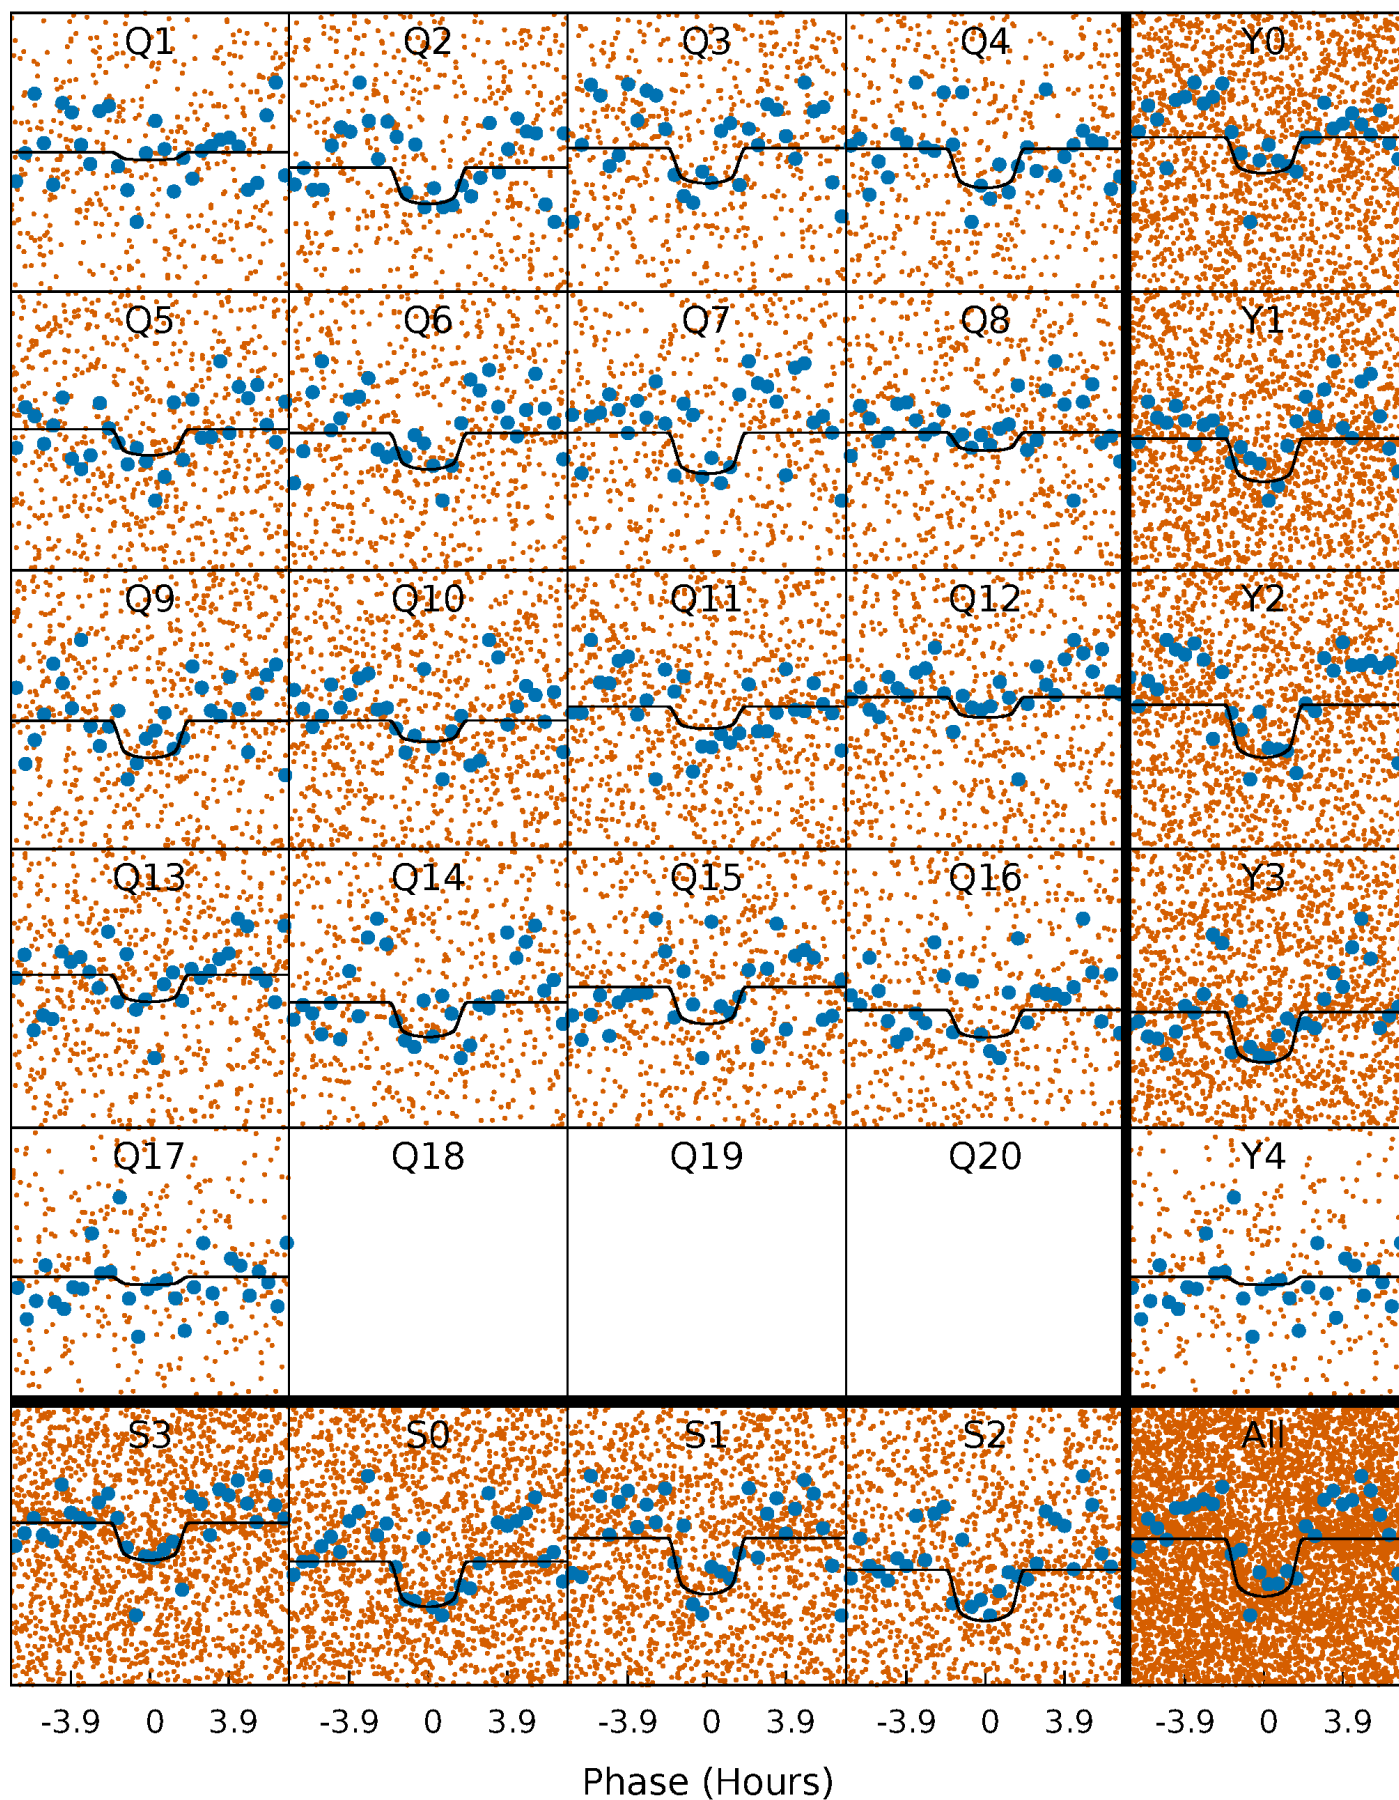 Q1 Q2 Q3 Q4 Y0
Q5 Q6 Q7 Q8 Y1
Q9 Q10 Q11 Q12 Y2
Q13 Q14 Q15 Q16 Y3
Q17 Q18 Q19 Q20 Y4
S3 S0 S1 S2 All
-3.9 0 3.9 -3.9 0 3.9 -3.9 0 3.9 -3.9 0 3.9 -3.9 0 3.9
Phase (Hours)